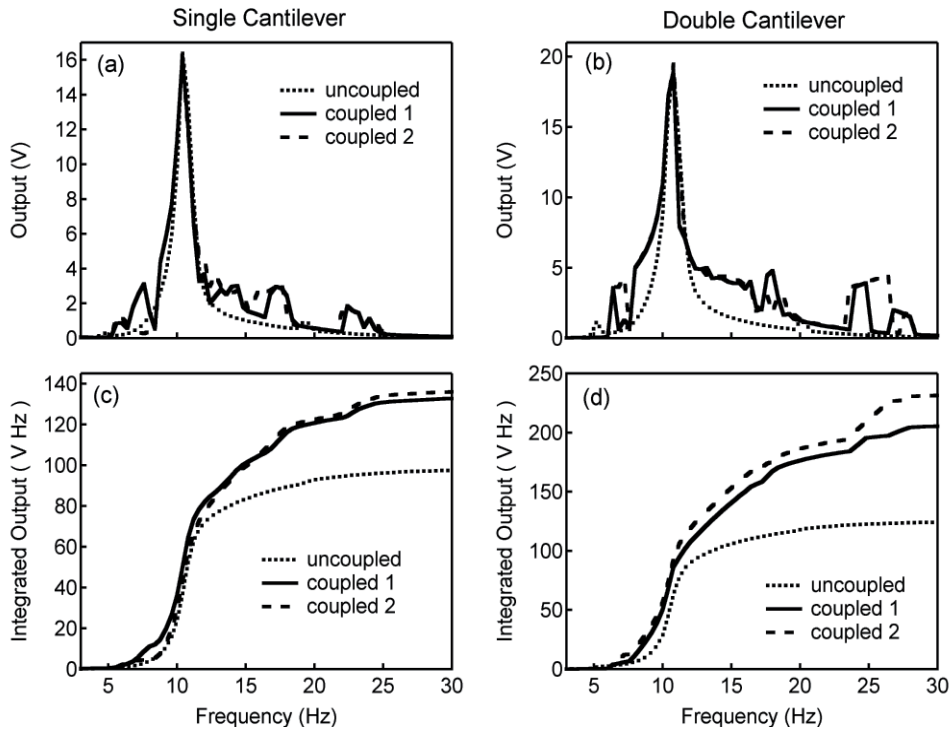 Single Cantilever
Double Cantilever
(a)
uncoupled
coupled 1
coupled 2
Output (V)
16
14
12
10
8
6
4
2
0
(b)
uncoupled
coupled 1
coupled 2
Output (V)
20
15
10
5
0
(c)
uncoupled
coupled 1
coupled 2
Integrated Output ( V Hz )
140
120
100
80
60
40
20
0
5 10 15 20 25 30
Frequency (Hz)
(d)
uncoupled
coupled 1
coupled 2
Integrated Output ( V Hz )
250
200
150
100
50
0
5 10 15 20 25 30
Frequency (Hz)